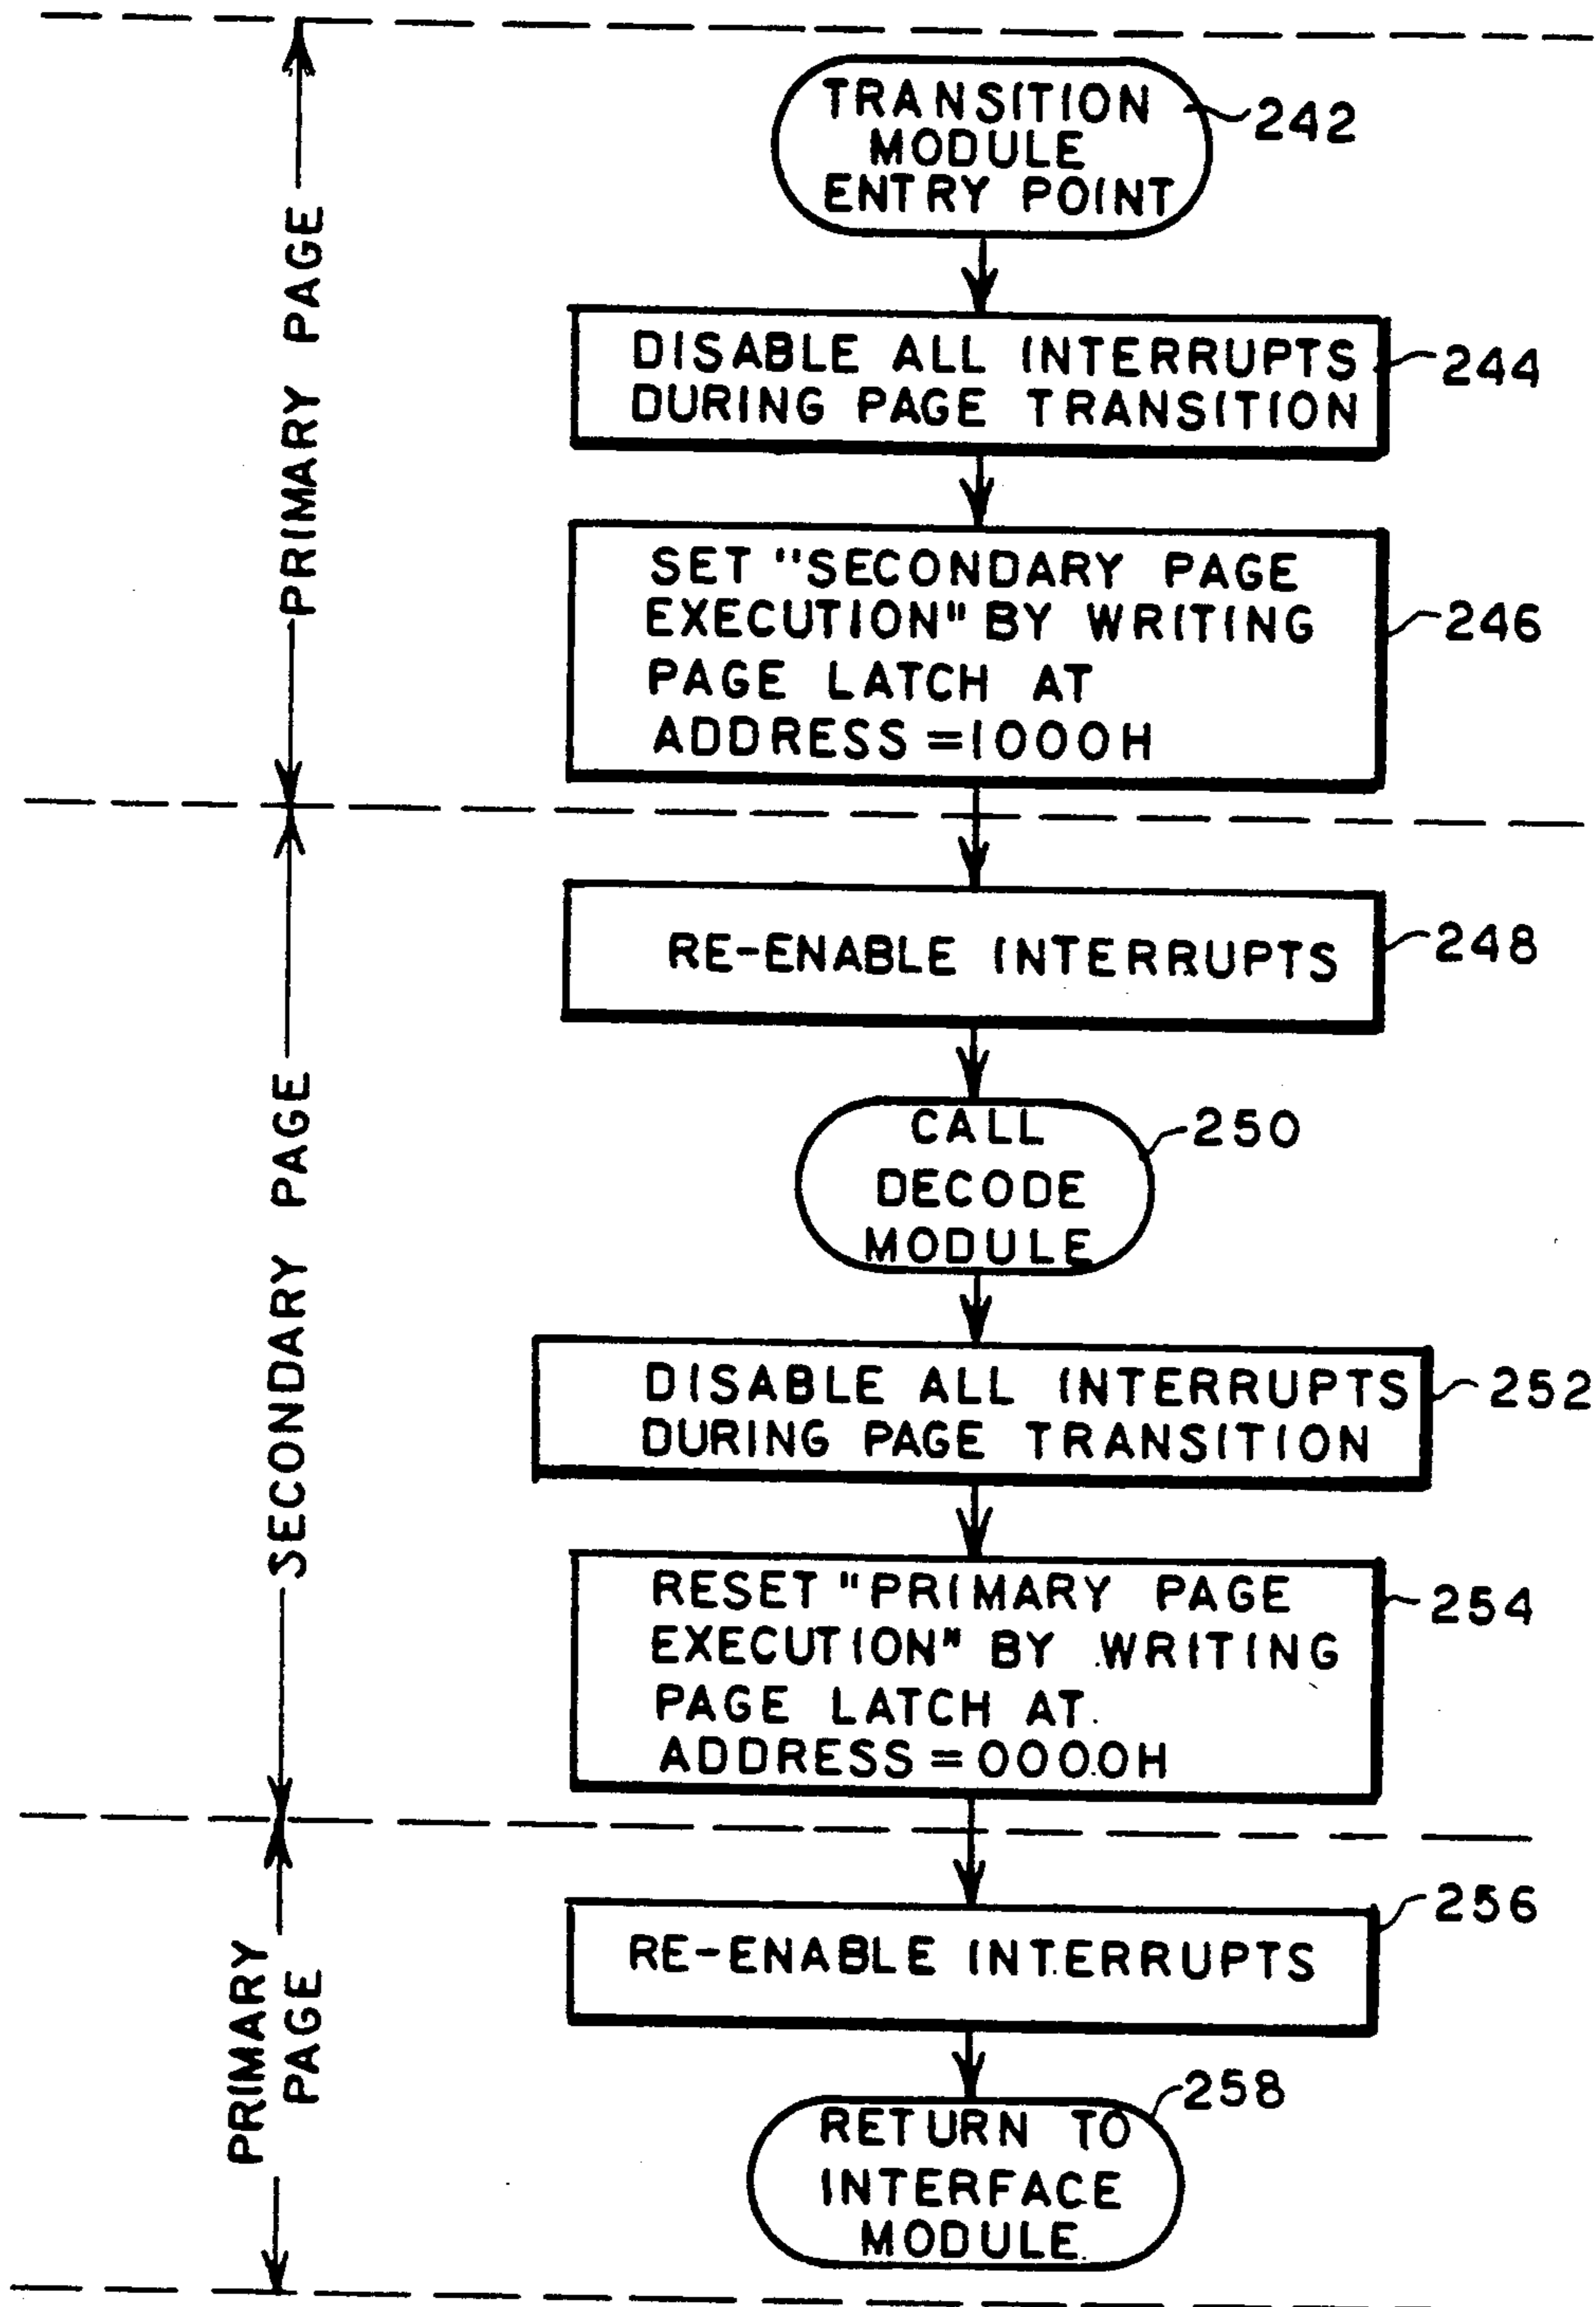 TRANSITION
MODULE
ENTRY POINT
242
DISABLE ALL INTERRUPTS
DURING PAGE TRANSITION
244
SET "SECONDARY PAGE
EXECUTION" BY WRITING
PAGE LATCH AT
ADDRESS =1000H
246
PRIMARY PAGE
RE-ENABLE INTERRUPTS
248
CALL
DECODE
MODULE
250
DISABLE ALL INTERRUPTS
DURING PAGE TRANSITION
252
RESET "PRIMARY PAGE
EXECUTION" BY WRITING
PAGE LATCH AT
ADDRESS = 0000H
254
SECONDARY PAGE
RE-ENABLE INTERRUPTS
256
RETURN TO
INTERFACE
MODULE
258
PRIMARY
PAGE